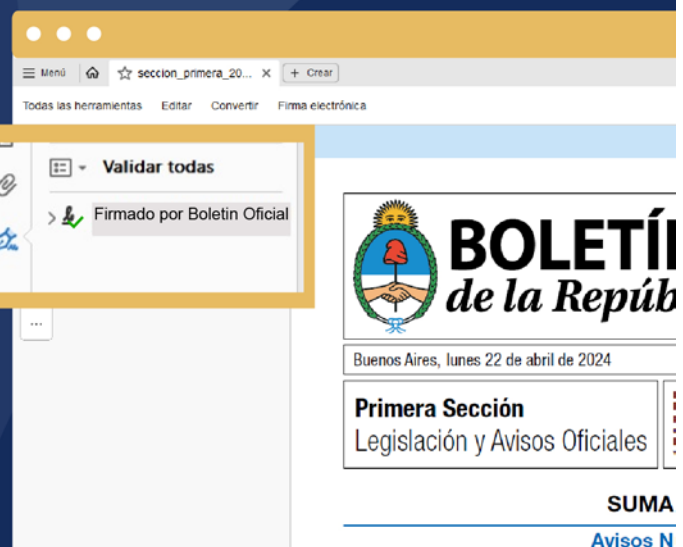 Menú
seccion_primera_20...
+ Crear
Todas las herramientas Editar Convertir Firma electrónica
Validar todas
Firmado por Boletin Oficial
...
BOLETÍ
de la Repúb
Buenos Aires, lunes 22 de abril de 2024
Primera Sección
Legislación y Avisos Oficiales
SUMA
Avisos N